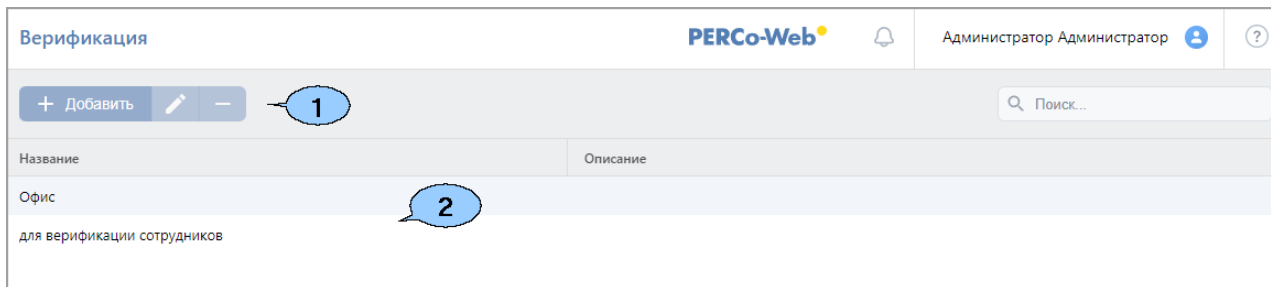 Верификация PERCo-Web Администратор Администратор ?
+ Добавить 1 Поиск...
Название Описание
Офис
2
для верификации сотрудников